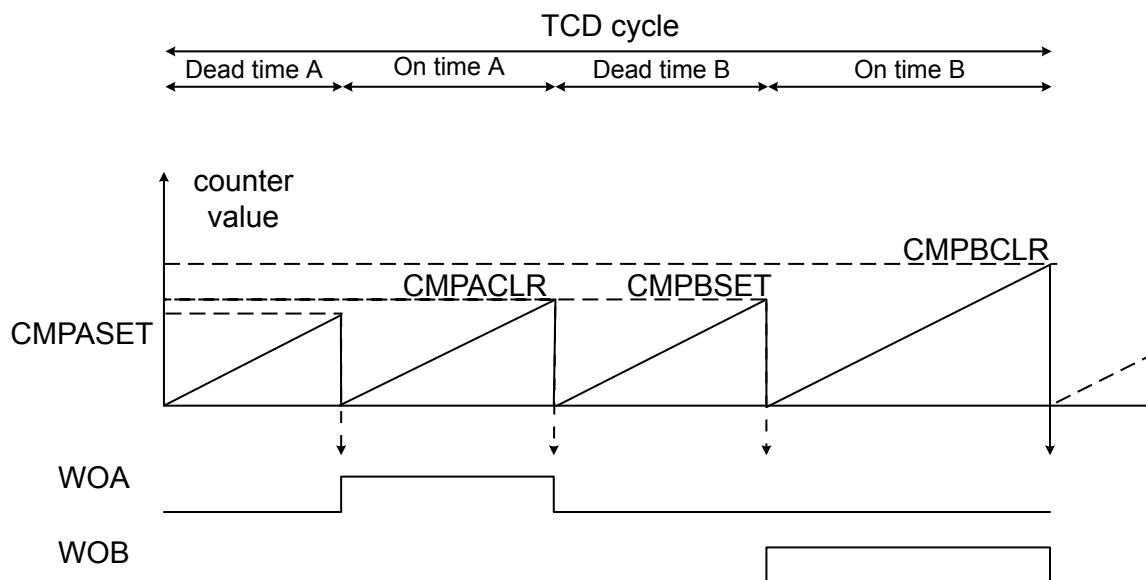 TCD cycle
Dead time A
On time A
Dead time B
On time B
counter
value
CMPBCLR
CMPACLR
CMPBSET
CMPASET
WOA
WOB